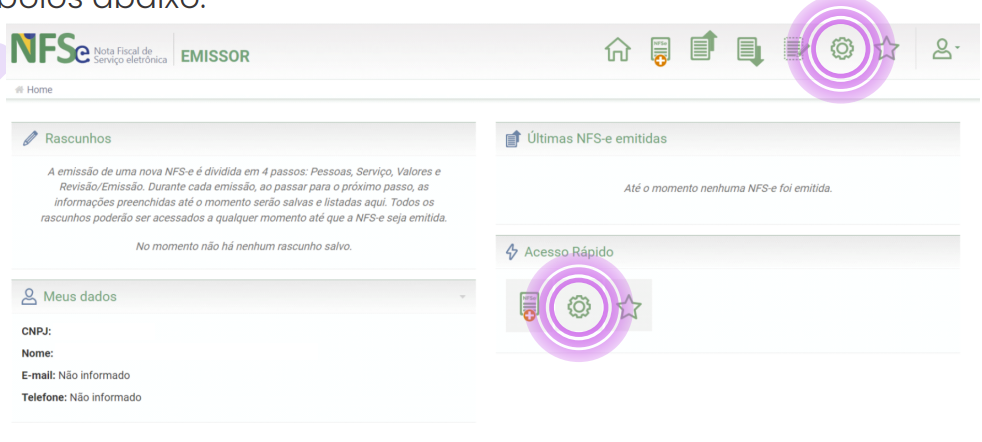 bolos abaixo.
NFSe Nota Fiscal de
Serviço eletrônica
EMISSOR
Home
Rascunhos
A emissão de uma nova NFS-e é dividida em 4 passos: Pessoas, Serviço, Valores e
Revisão/Emissão. Durante cada emissão, ao passar para o próximo passo, as
informações preenchidas até o momento serão salvas e listadas aqui. Todos os
rascunhos poderão ser acessados a qualquer momento até que a NFS-e seja emitida.
No momento não há nenhum rascunho salvo.
Últimas NFS-e emitidas
Até o momento nenhuma NFS-e foi emitida.
Acesso Rápido
Meus dados
CNPJ:
Nome:
E-mail: Não informado
Telefone: Não informado